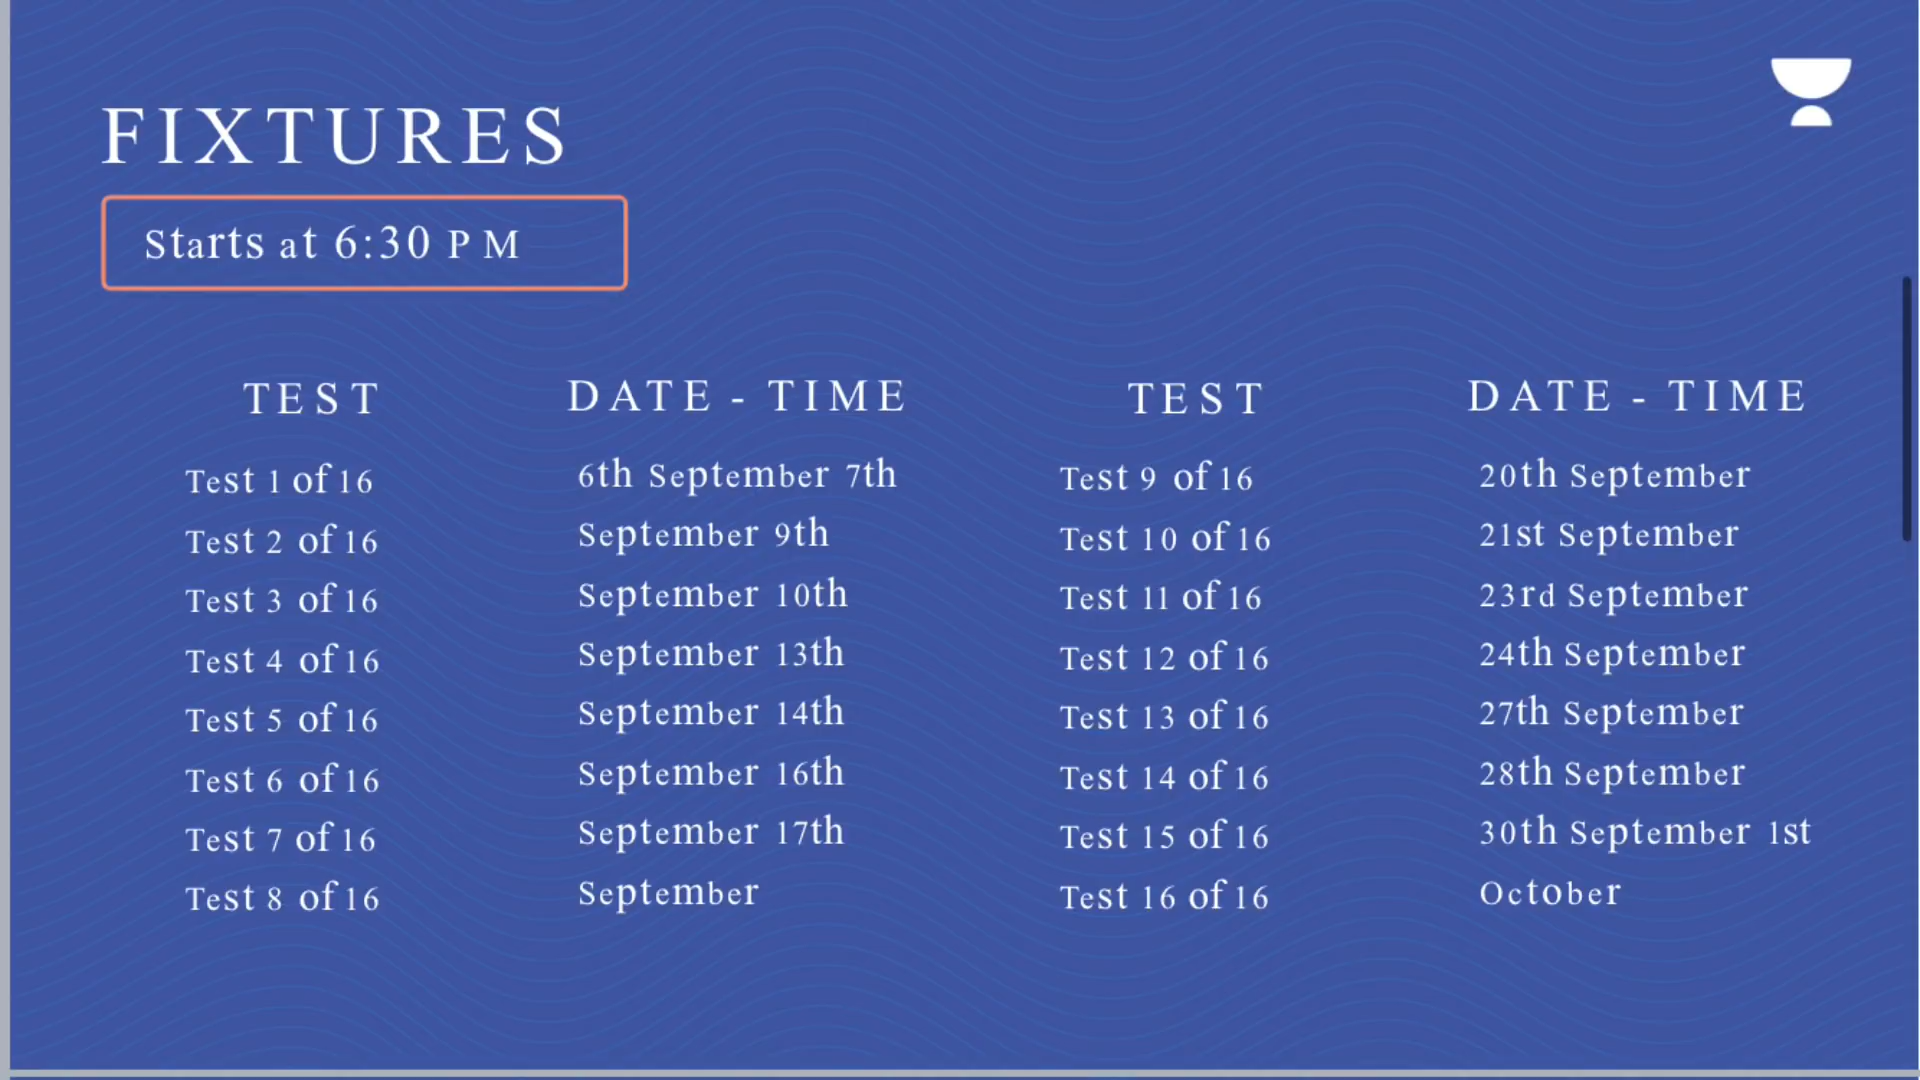 FIXTURES
Starts at 6:30 PM
TEST
DATE - TIME
Test 1 of 16
6th September 7th
Test 2 of 16
September 9th
Test 3 of 16
September 10th
Test 4 of 16
September 13th
Test 5 of 16
September 14th
Test 6 of 16
September 16th
Test 7 of 16
September 17th
Test 8 of 16
September
TEST
DATE - TIME
Test 9 of 16
20th September
Test 10 of 16
21st September
Test 11 of 16
23rd September
Test 12 of 16
24th September
Test 13 of 16
27th September
Test 14 of 16
28th September
Test 15 of 16
30th September 1st
Test 16 of 16
October